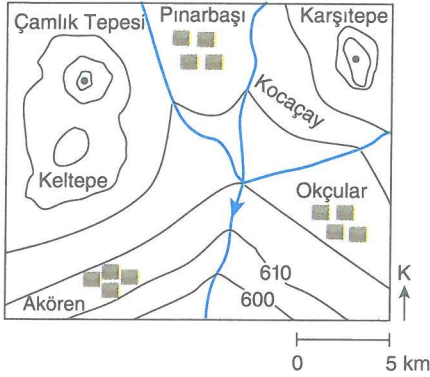 Pınarbaşı
Karşıtepe
Çamlık Tepesi
Kocaçay
Keltepe
Okçular
610
600
Akören
K
0 5 km